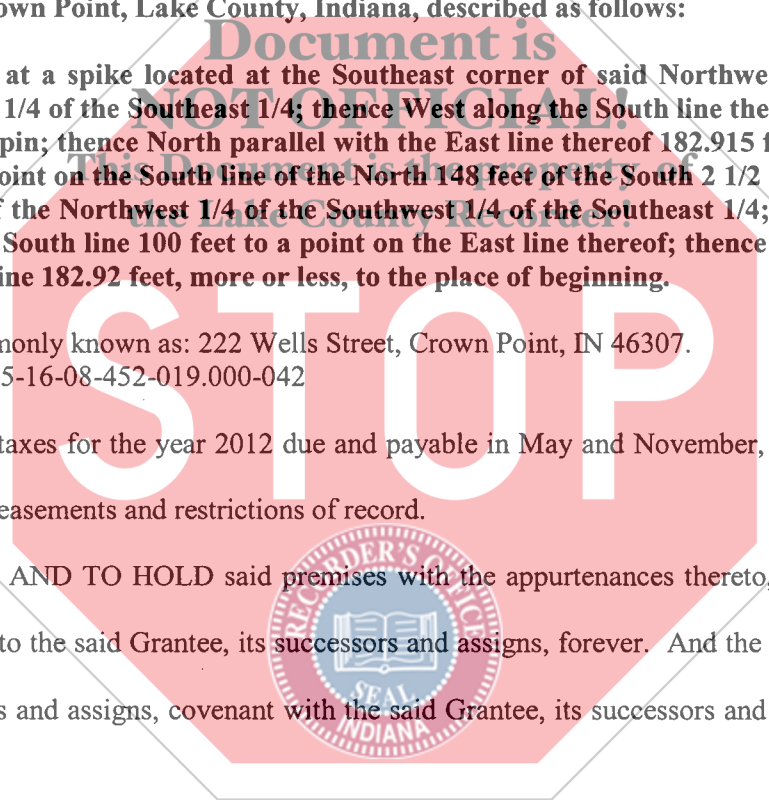 own Point, Lake County, Indiana, described as follows:
Document is
at a spike located at the Southeast corner of said Northwe
1/4 of the Southeast 1/4; thence West along the South line the
NOT OFFICIAL!
pin; thence North parallel with the East line thereof 182.915 f
This Document is the property of
oint on the South line of the North 148 feet of the South 2 1/2
the Lake County Recorder!
f the Northwest 1/4 of the Southwest 1/4 of the Southeast 1/4;
South line 100 feet to a point on the East line thereof; thence
ine 182.92 feet, more or less, to the place of beginning.
monly known as: 222 Wells Street, Crown Point, IN 46307.
5-16-08-452-019.000-042
STOP
taxes for the year 2012 due and payable in May and November,
easements and restrictions of record.
RECORDER'S OFFICE
AND TO HOLD said premises with the appurtenances thereto,
to the said Grantee, its successors and assigns, forever. And the
SEAL
s and assigns, covenant with the said Grantee, its successors and
INDIANA